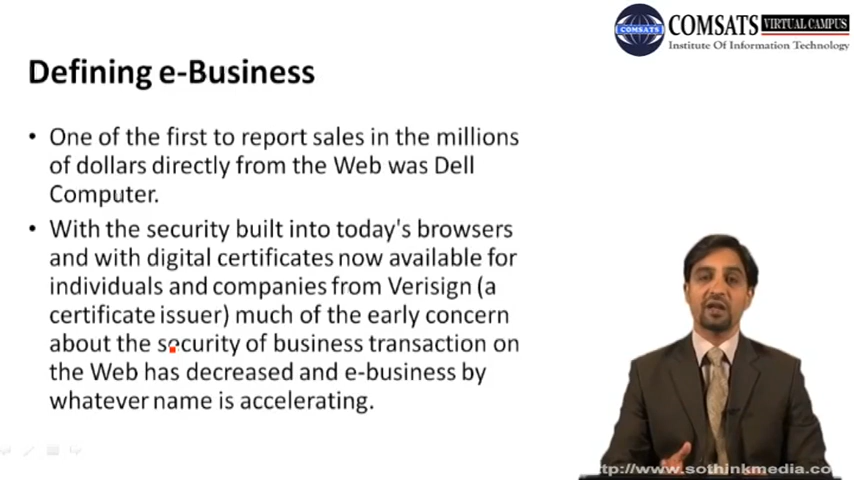 COMSATS VIRTUAL CAMPUS
COMSATS
Institute Of Information Technology
Defining e-Business
• One of the first to report sales in the millions
of dollars directly from the Web was Dell
Computer.
• With the security built into today's browsers
and with digital certificates now available for
individuals and companies from Verisign (a
certificate issuer) much of the early concern
about the security of business transaction on
the Web has decreased and e-business by
whatever name is accelerating.
http://www.sothinkmedia.co